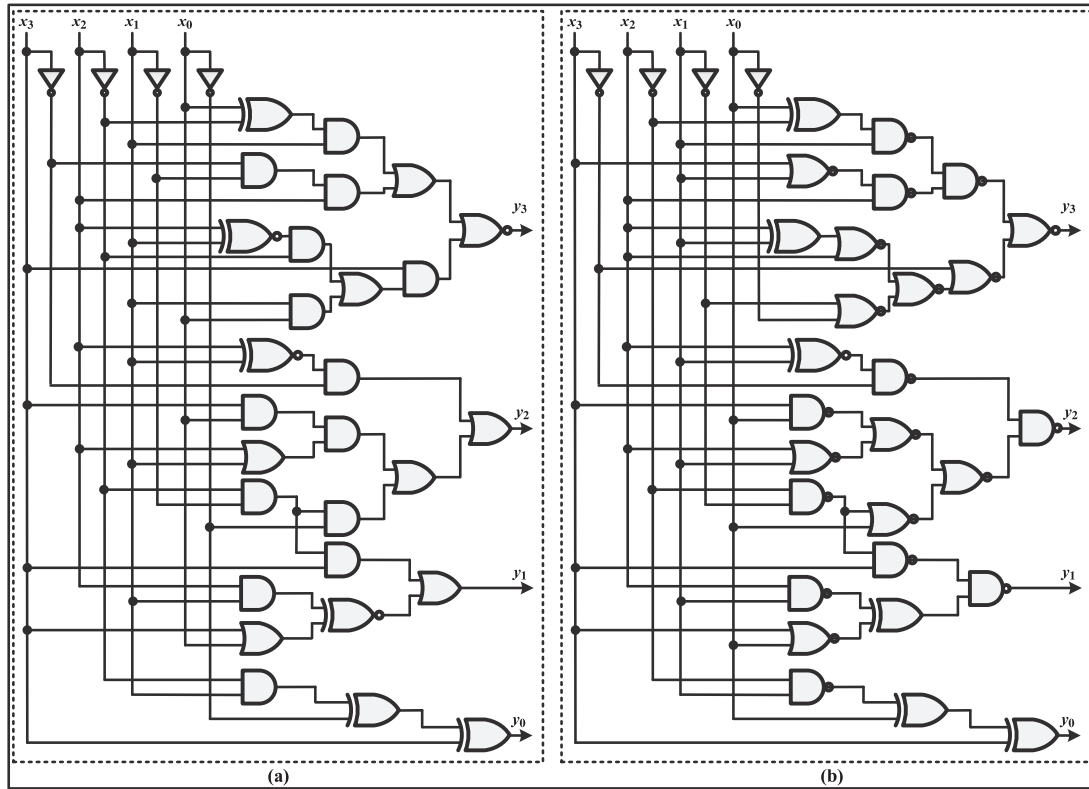 x3 x2 x1 x0 x3 x2 x1 x0
y3 y3
y2 y2
y1 y1
y0 y0
(a) (b)